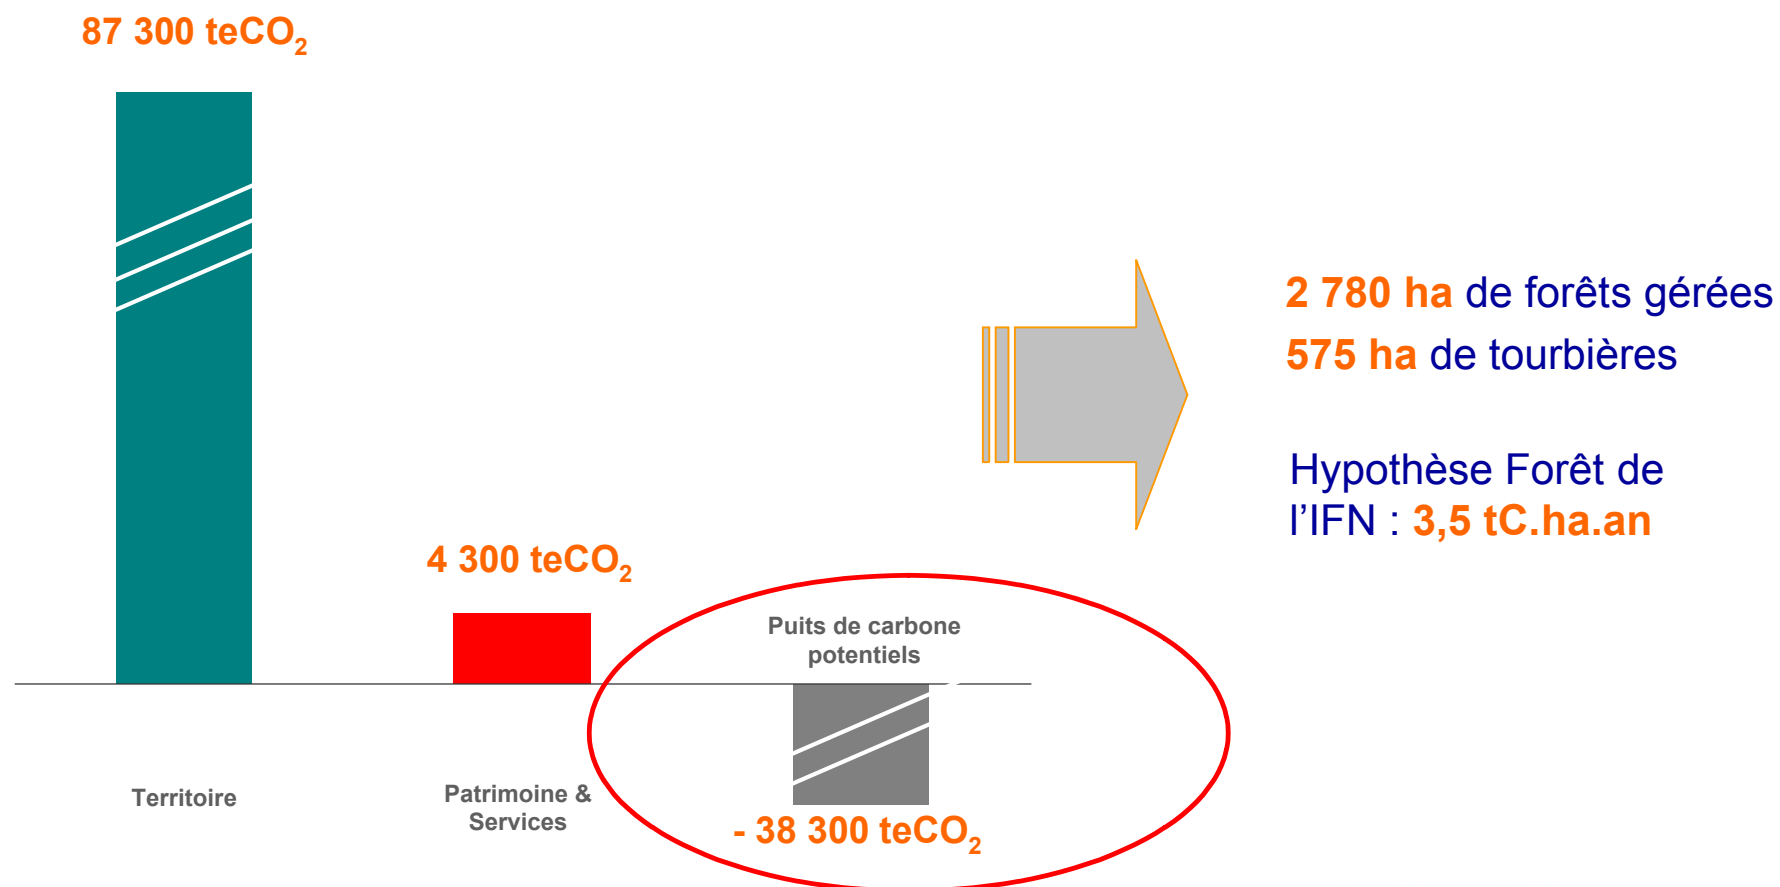 87 300 teCO2
4 300 teCO2
Puits de carbone
potentiels
Territoire
Patrimoine &
Services
- 38 300 teCO2
2 780 ha de forêts gérées
575 ha de tourbières
Hypothèse Forêt de
l’IFN : 3,5 tC.ha.an